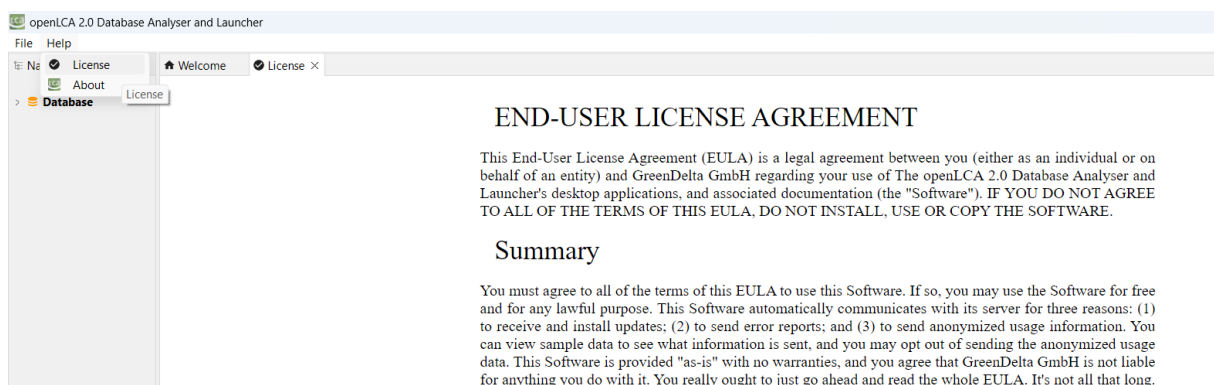 openLCA 2.0 Database Analyser and Launcher
File Help
Na License Welcome License ×
About
License
Database
END-USER LICENSE AGREEMENT
This End-User License Agreement (EULA) is a legal agreement between you (either as an individual or on
behalf of an entity) and GreenDelta GmbH regarding your use of The openLCA 2.0 Database Analyser and
Launcher's desktop applications, and associated documentation (the "Software"). IF YOU DO NOT AGREE
TO ALL OF THE TERMS OF THIS EULA, DO NOT INSTALL, USE OR COPY THE SOFTWARE.
Summary
You must agree to all of the terms of this EULA to use this Software. If so, you may use the Software for free
and for any lawful purpose. This Software automatically communicates with its server for three reasons: (1)
to receive and install updates; (2) to send error reports; and (3) to send anonymized usage information. You
can view sample data to see what information is sent, and you may opt out of sending the anonymized usage
data. This Software is provided "as-is" with no warranties, and you agree that GreenDelta GmbH is not liable
for anything you do with it. You really ought to just go ahead and read the whole EULA. It's not all that long.